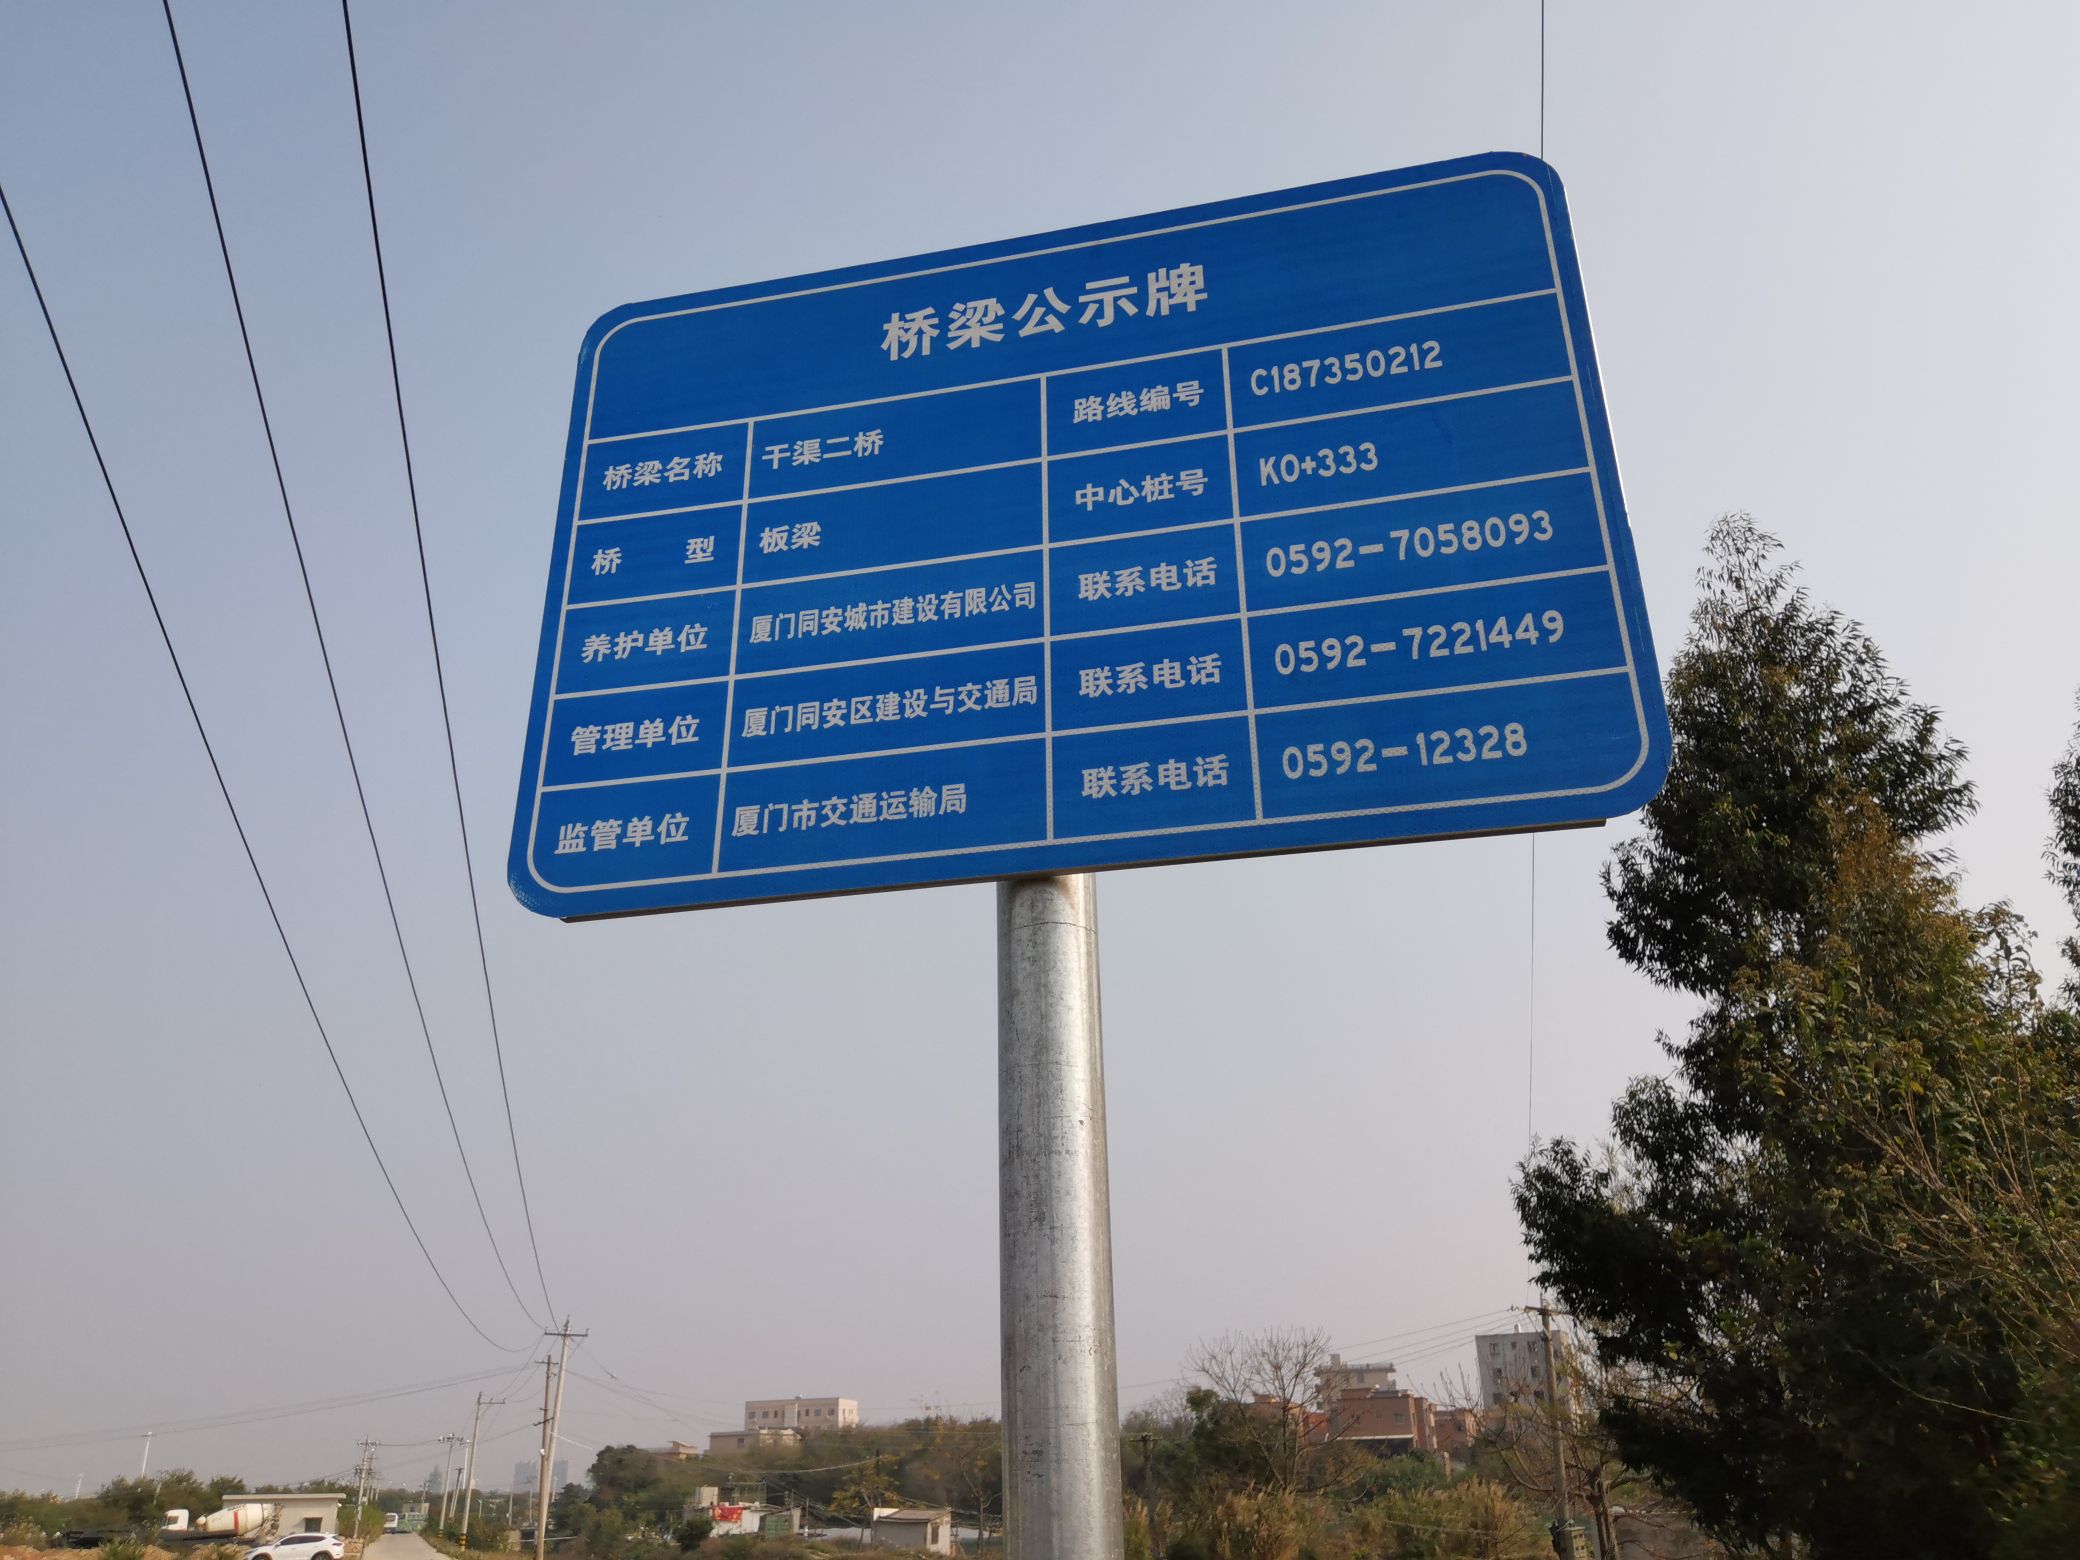 桥梁公示牌
桥梁名称 干渠二桥 路线编号 C187350212
桥 型 板梁 中心桩号 K0+333
养护单位 厦门同安城市建设有限公司 联系电话 0592-7058093
管理单位 厦门同安区建设与交通局 联系电话 0592-7221449
监管单位 厦门市交通运输局 联系电话 0592-12328